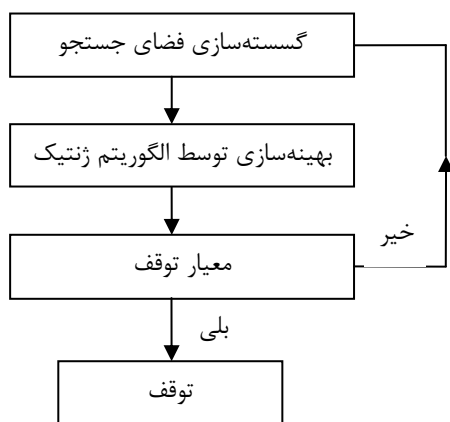 گسسته‌سازی فضای جستجو
بهینه‌سازی توسط الگوریتم ژنتیک
خیر
معیار توقف
بلی
توقف